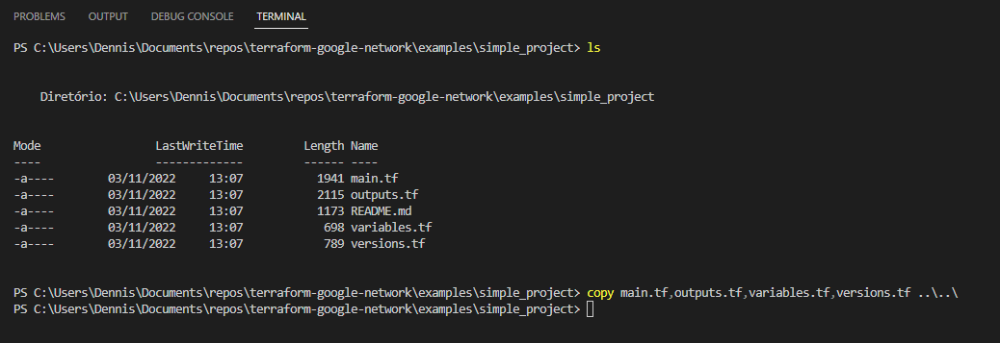 PROBLEMS OUTPUT DEBUG CONSOLE TERMINAL
PS C:\Users\Dennis\Documents\repos\terraform-google-network\examples\simple_project> ls
Diretório: C:\Users\Dennis\Documents\repos\terraform-google-network\examples\simple_project
Mode LastWriteTime Length Name
---- ------------- ------ ----
-a---- 03/11/2022 13:07 1941 main.tf
-a---- 03/11/2022 13:07 2115 outputs.tf
-a---- 03/11/2022 13:07 1173 README.md
-a---- 03/11/2022 13:07 698 variables.tf
-a---- 03/11/2022 13:07 789 versions.tf
PS C:\Users\Dennis\Documents\repos\terraform-google-network\examples\simple_project> copy main.tf,outputs.tf,variables.tf,versions.tf ..\..\
PS C:\Users\Dennis\Documents\repos\terraform-google-network\examples\simple_project>